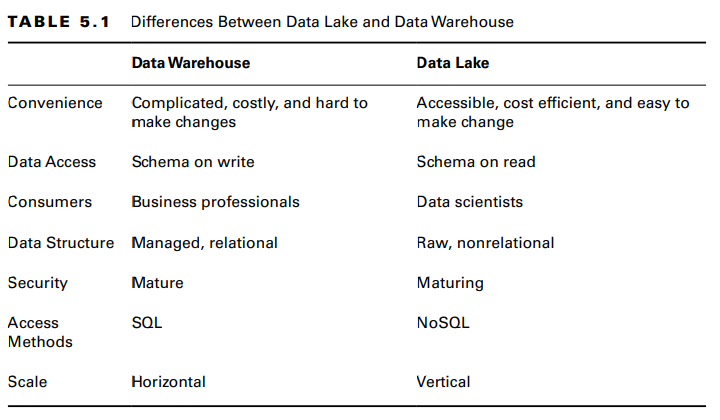 TABLE 5.1 Differences Between Data Lake and Data Warehouse
Data Warehouse Data Lake
Convenience Complicated, costly, and hard to Accessible, cost efficient, and easy to
make changes make change
Data Access Schema on write Schema on read
Consumers Business professionals Data scientists
Data Structure Managed, relational Raw, nonrelational
Security Mature Maturing
Access SQL NoSQL
Methods
Scale Horizontal Vertical